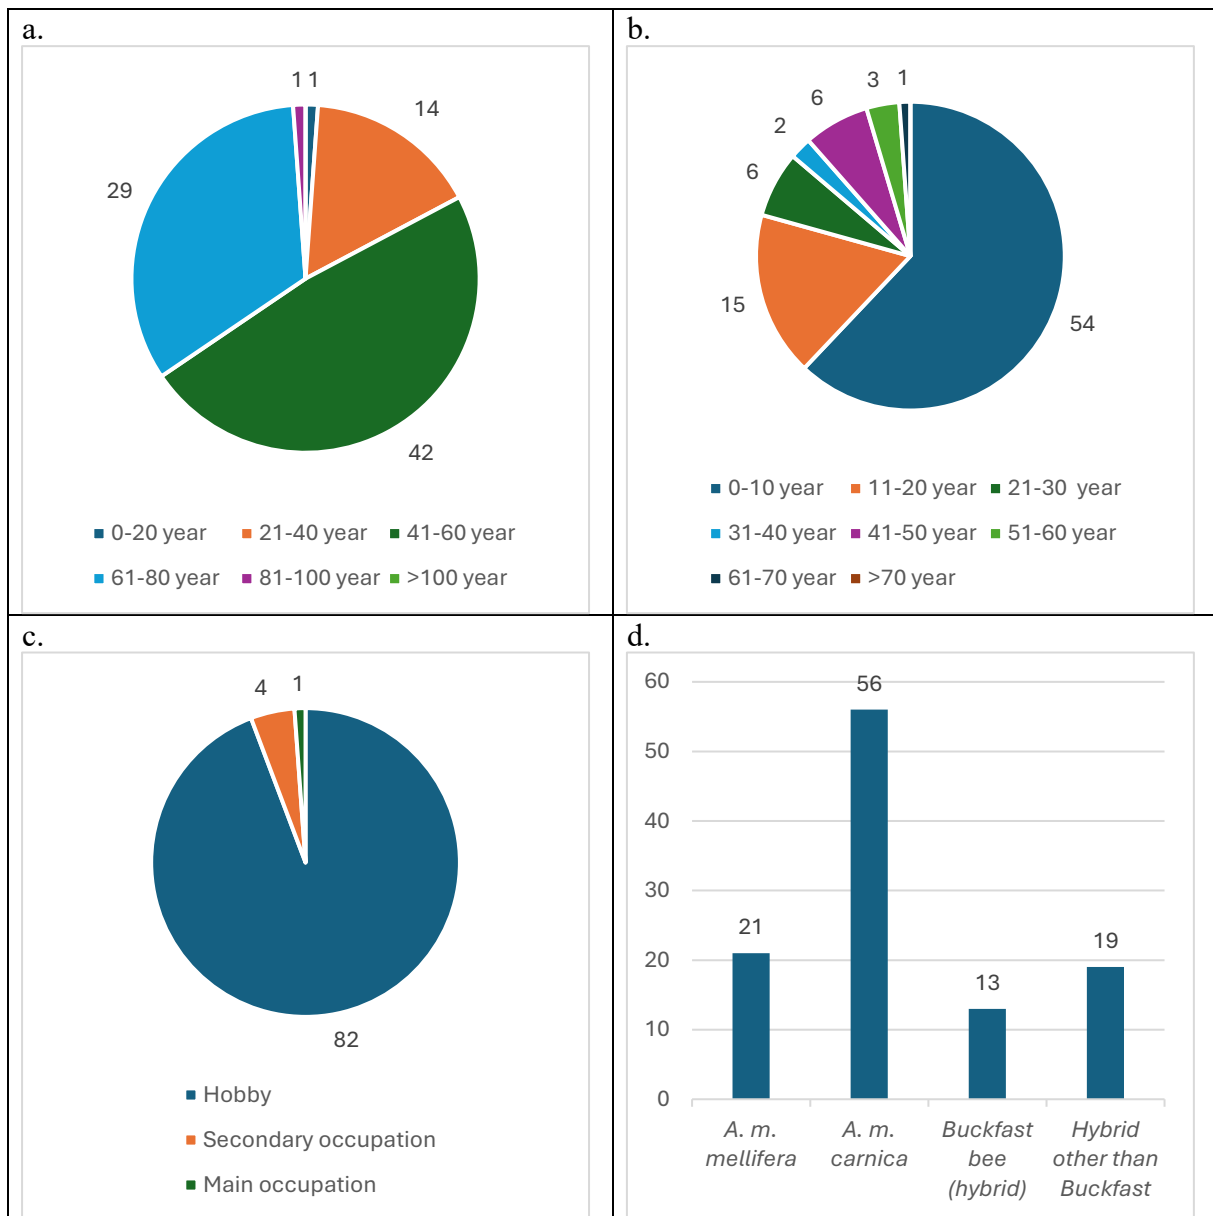 a.
1 1
14
29
42
0-20 year 21-40 year 41-60 year
61-80 year 81-100 year >100 year
b.
3 1
6
2
6
15
54
0-10 year 11-20 year 21-30 year
31-40 year 41-50 year 51-60 year
61-70 year >70 year
c.
4 1
82
Hobby
Secondary occupation
Main occupation
d.
60
56
50
40
30
21
19
20
13
10
0
A. m. mellifera
A. m. carnica
Buckfast bee (hybrid)
Hybrid other than Buckfast